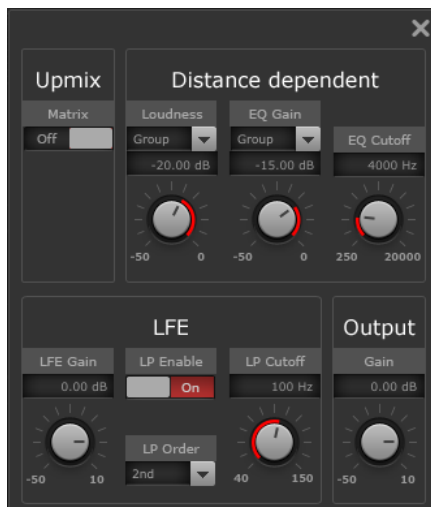 Upmix
Matrix
Off
Distance dependent
Loudness
Group
-20.00 dB
-50 0
EQ Gain
Group
-15.00 dB
-50 0
EQ Cutoff
4000 Hz
250 20000
LFE
LFE Gain
0.00 dB
-50 10
LP Enable
On
LP Order
2nd
LP Cutoff
100 Hz
40 150
Output
Gain
0.00 dB
-50 10